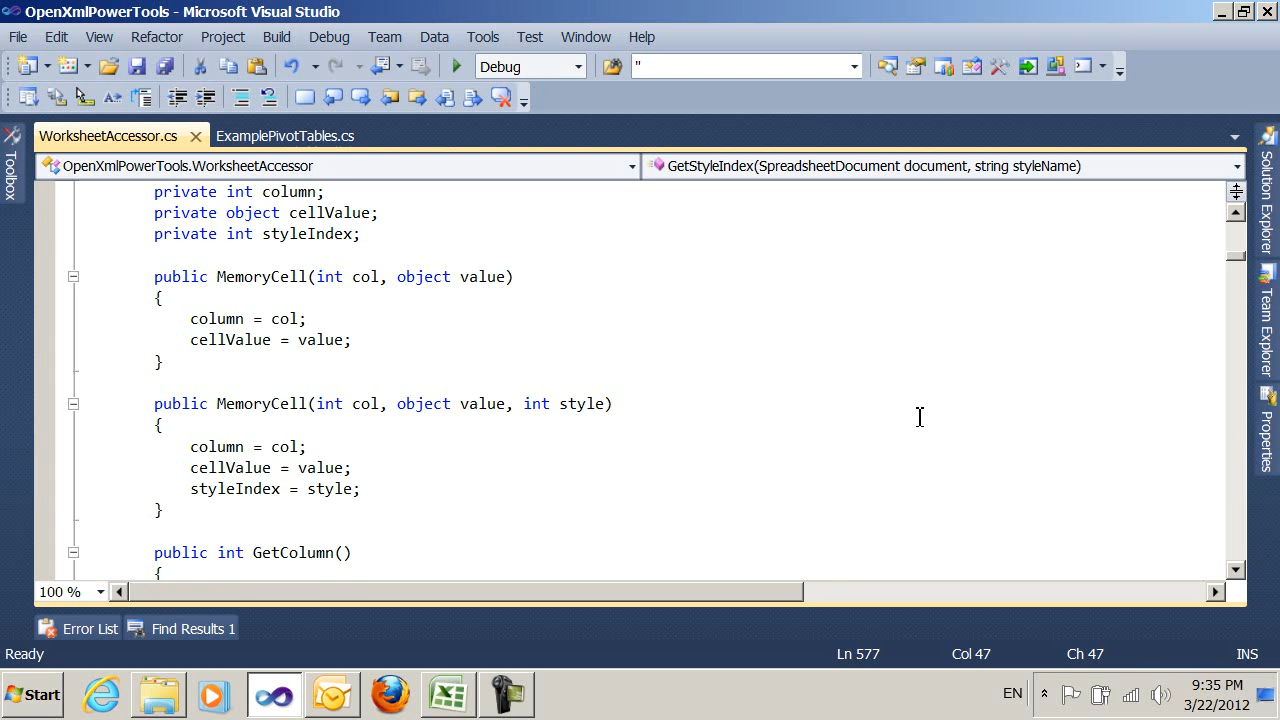 OpenXmlPowerTools - Microsoft Visual Studio
File Edit View Refactor Project Build Debug Team Data Tools Test Window Help
Debug "
WorksheetAccessor.cs ExamplePivotTables.cs
OpenXmlPowerTools.WorksheetAccessor GetStyleIndex(SpreadsheetDocument document, string styleName)
Toolbox
private int column;
private object cellValue;
private int styleIndex;
public MemoryCell(int col, object value)
{
column = col;
cellValue = value;
}
public MemoryCell(int col, object value, int style)
{
column = col;
cellValue = value;
styleIndex = style;
}
public int GetColumn()
{
Solution Explorer
Team Explorer
Properties
100 %
Error List Find Results 1
Ready Ln 577 Col 47 Ch 47 INS
Start EN 9:35 PM
3/22/2012